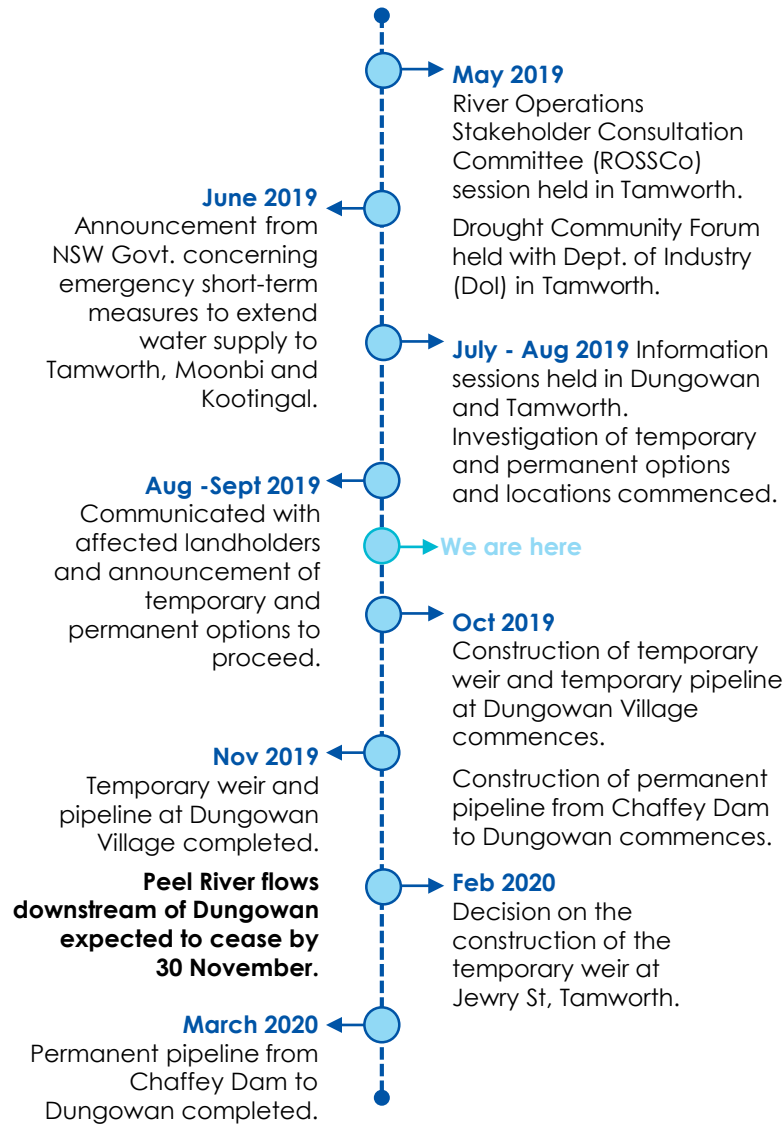 May 2019
River Operations
Stakeholder Consultation
Committee (ROSSCo)
session held in Tamworth.
Drought Community Forum
held with Dept. of Industry
(DoI) in Tamworth.
June 2019
Announcement from
NSW Govt. concerning
emergency short-term
measures to extend
water supply to
Tamworth, Moonbi and
Kootingal.
July - Aug 2019 Information
sessions held in Dungowan
and Tamworth.
Investigation of temporary
and permanent options
and locations commenced.
Aug -Sept 2019
Communicated with
affected landholders
and announcement of
temporary and
permanent options to
proceed.
We are here
Oct 2019
Construction of temporary
weir and temporary pipeline
at Dungowan Village
commences.
Construction of permanent
pipeline from Chaffey Dam
to Dungowan commences.
Nov 2019
Temporary weir and
pipeline at Dungowan
Village completed.
Peel River flows
downstream of Dungowan
expected to cease by
30 November.
Feb 2020
Decision on the
construction of the
temporary weir at
Jewry St, Tamworth.
March 2020
Permanent pipeline from
Chaffey Dam to
Dungowan completed.